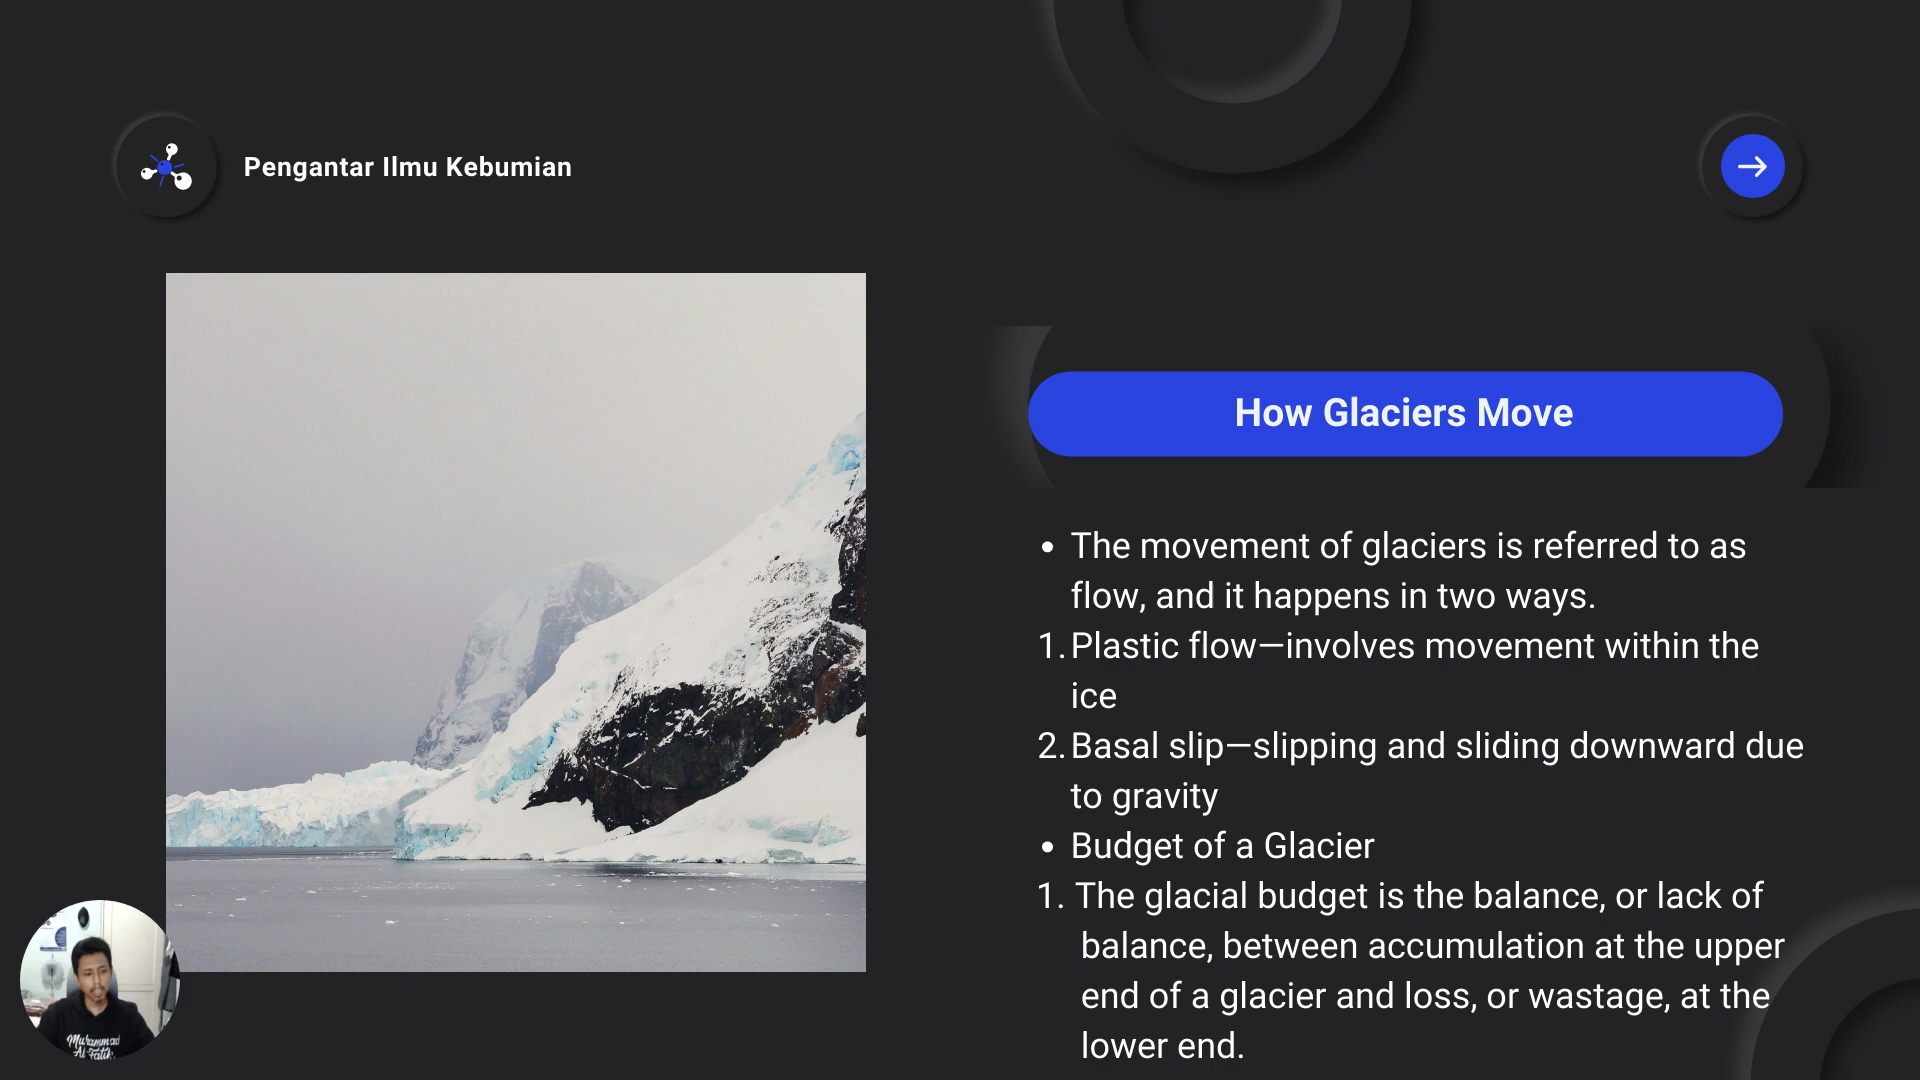 Pengantar Ilmu Kebumian
How Glaciers Move
• The movement of glaciers is referred to as
flow, and it happens in two ways.
1. Plastic flow—involves movement within the
ice
2. Basal slip—slipping and sliding downward due
to gravity
• Budget of a Glacier
1. The glacial budget is the balance, or lack of
balance, between accumulation at the upper
end of a glacier and loss, or wastage, at the
lower end.
Muhammad
Al Fatih